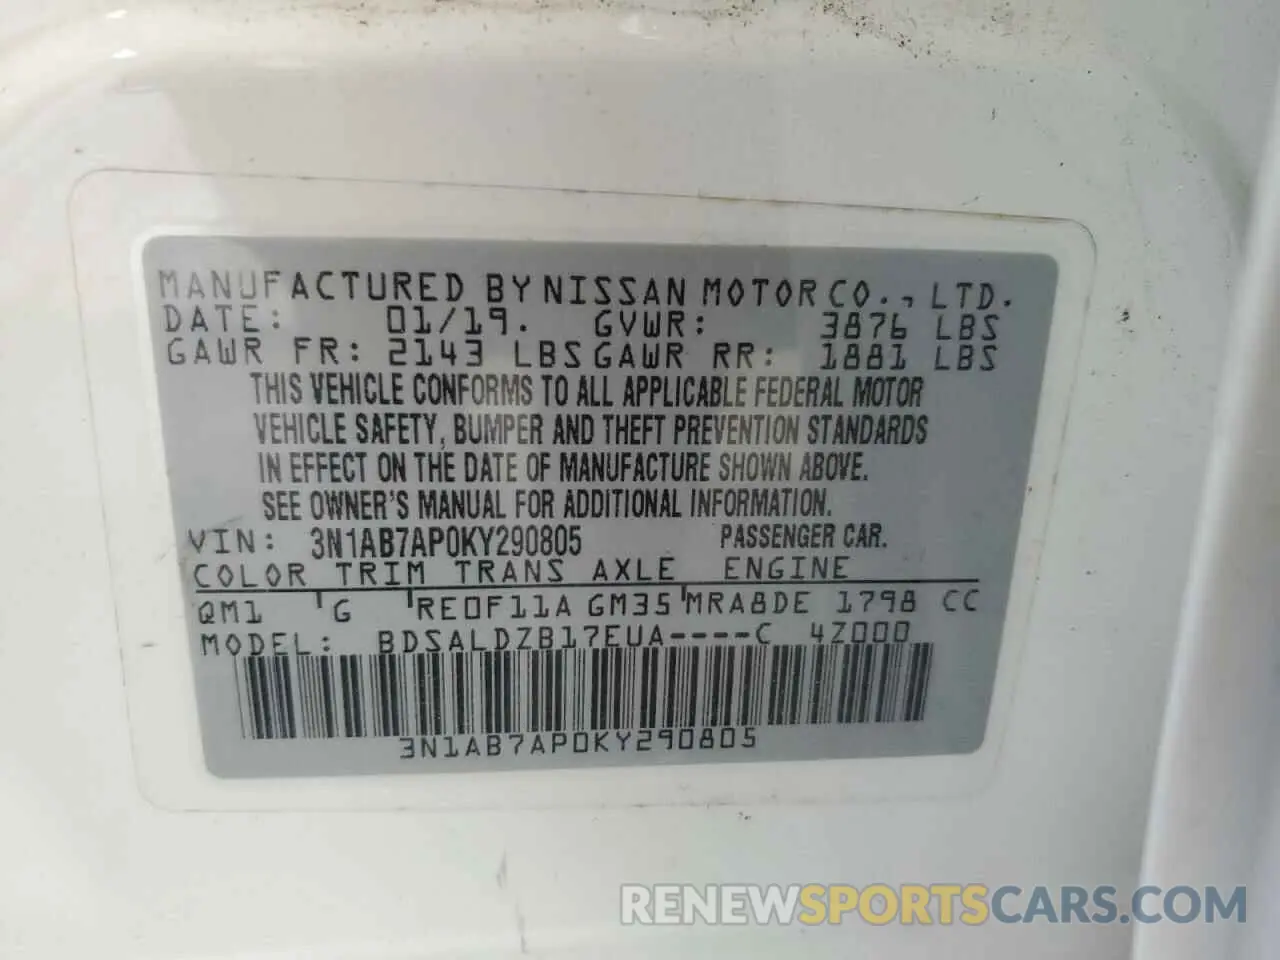 MANUFACTURED BY NISSAN MOTOR CO., LTD.
DATE: 01/19. GVWR: 3876 LBS
GAWR FR: 2143 LBS GAWR RR: 1881 LBS
THIS VEHICLE CONFORMS TO ALL APPLICABLE FEDERAL MOTOR
VEHICLE SAFETY, BUMPER AND THEFT PREVENTION STANDARDS
IN EFFECT ON THE DATE OF MANUFACTURE SHOWN ABOVE.
SEE OWNER'S MANUAL FOR ADDITIONAL INFORMATION.
VIN: 3N1AB7AP0KY290805 PASSENGER CAR.
COLOR TRIM TRANS AXLE ENGINE
QM1 G RE0F11A GM35 MRA8DE 1798 CC
MODEL: BDSALDZB17EUA----C 4Z000
3N1AB7AP0KY290805
RENEWSPORTSCARS.COM